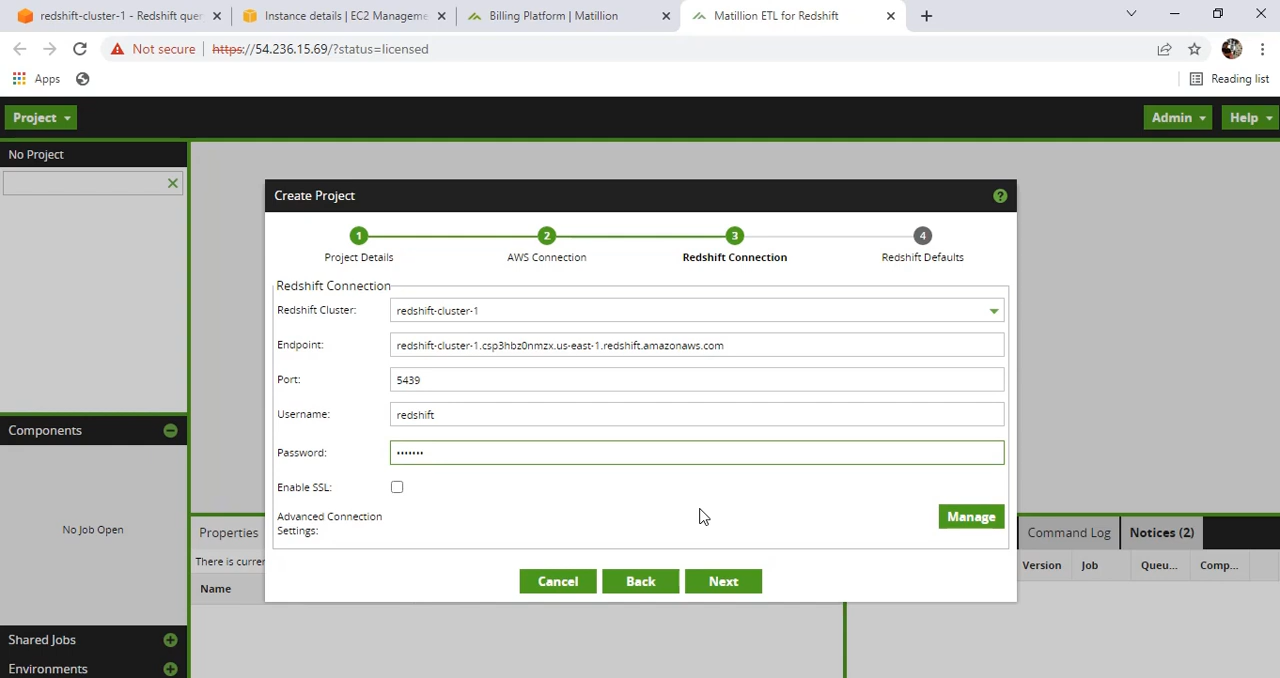 redshift-cluster-1 - Redshift quer
Instance details | EC2 Manageme
Billing Platform | Matillion
Matillion ETL for Redshift
Not secure
https://54.236.15.69/?status=licensed
Apps
Reading list
Project
Admin
Help
No Project
Create Project
1
2
3
4
Project Details
AWS Connection
Redshift Connection
Redshift Defaults
Redshift Connection
Redshift Cluster:
redshift-cluster-1
Endpoint:
redshift-cluster-1.csp3hbz0nmzx.us-east-1.redshift.amazonaws.com
Port:
5439
Username:
redshift
Password:
•••••••
Enable SSL:
Advanced Connection
Settings:
Manage
Cancel
Back
Next
Components
No Job Open
Shared Jobs
Environments
Properties
There is curren
Name
Command Log
Notices (2)
Version
Job
Queu...
Comp...